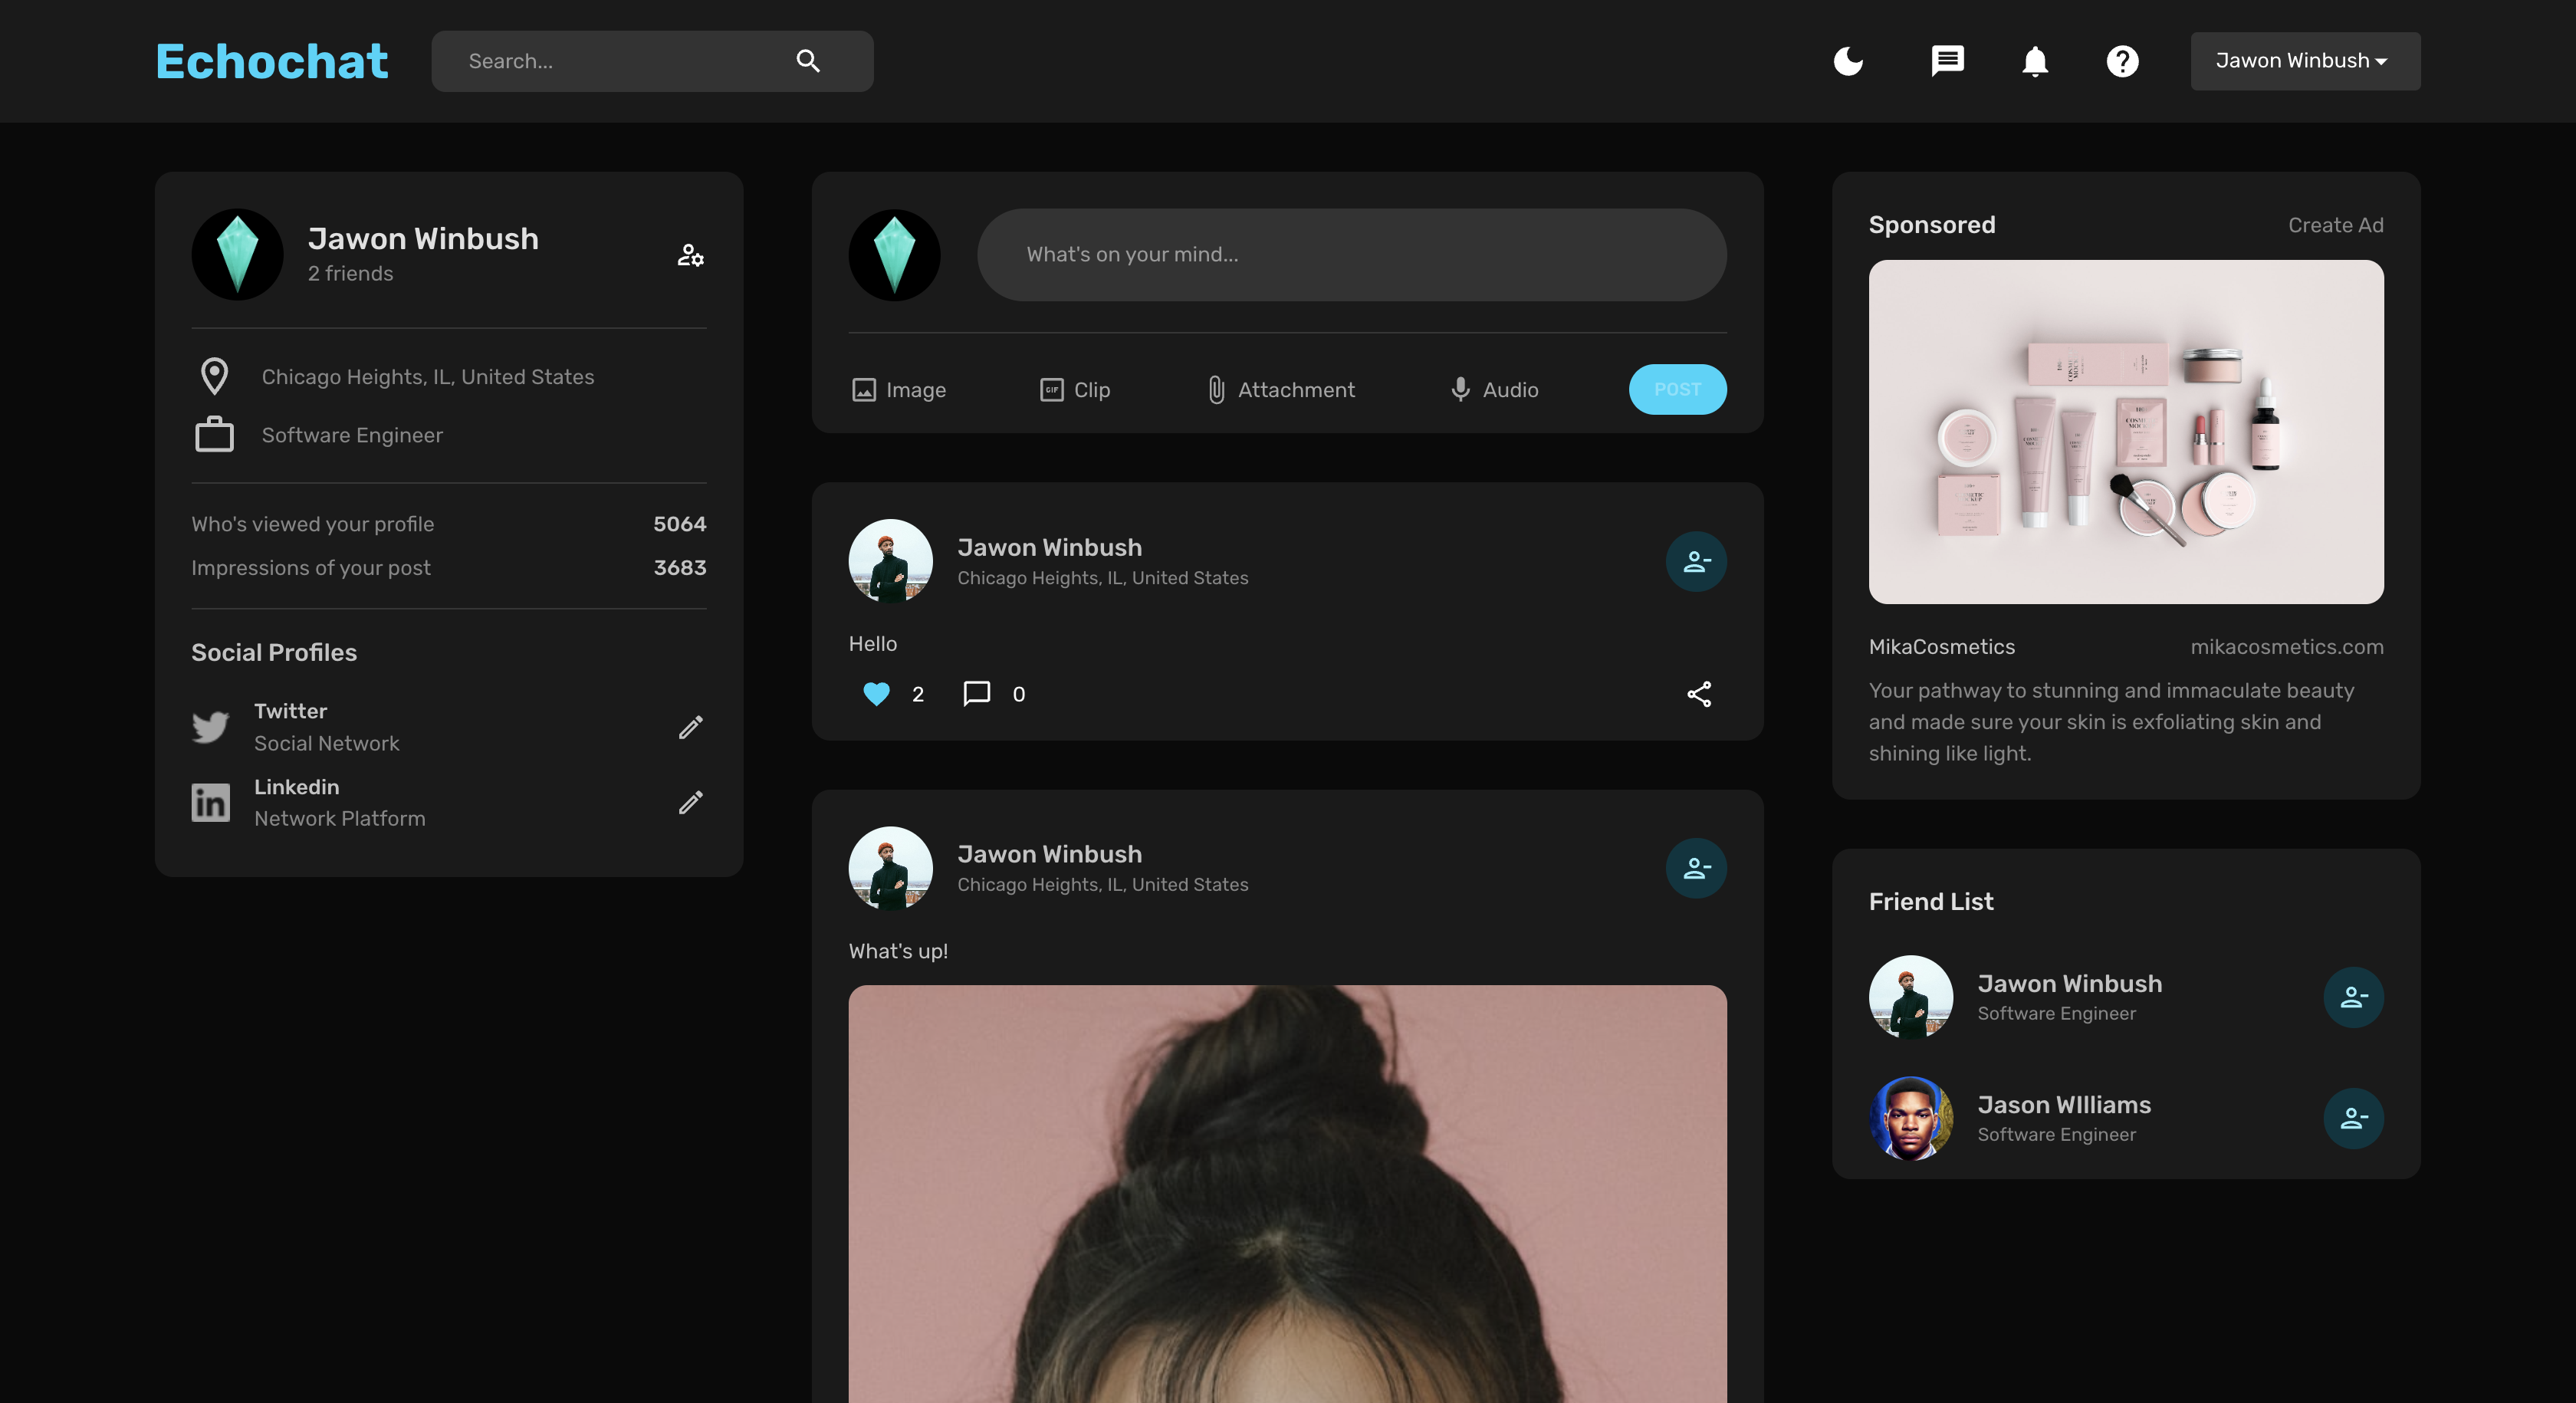 Echochat
Search...
Jawon Winbush
Jawon Winbush
2 friends
Chicago Heights, IL, United States
Software Engineer
Who's viewed your profile 5064
Impressions of your post 3683
Social Profiles
Twitter
Social Network
Linkedin
Network Platform
What's on your mind...
Image GIF Clip Attachment Audio POST
Jawon Winbush
Chicago Heights, IL, United States
Hello
2 0
Jawon Winbush
Chicago Heights, IL, United States
What's up!
Sponsored Create Ad
MikaCosmetics mikacosmetics.com
Your pathway to stunning and immaculate beauty
and made sure your skin is exfoliating skin and
shining like light.
Friend List
Jawon Winbush
Software Engineer
Jason WIlliams
Software Engineer